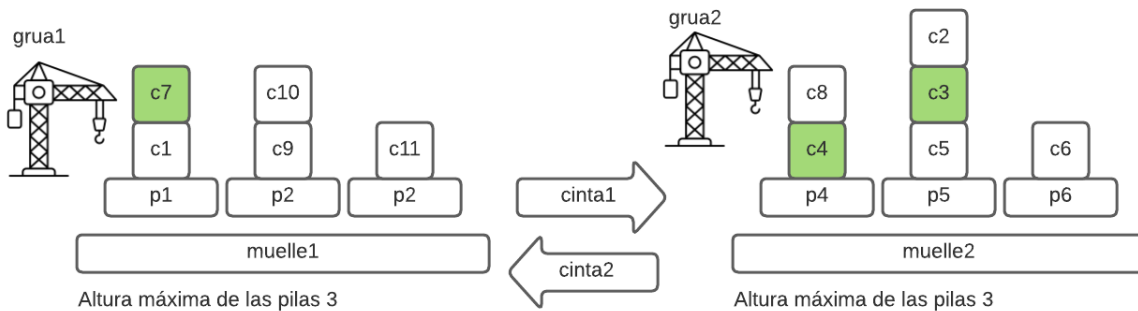 grua1
c7
c1
p1
c10
c9
p2
c11
p2
muelle1
Altura máxima de las pilas 3
cinta1
cinta2
grua2
c8
c4
p4
c2
c3
c5
p5
c6
p6
muelle2
Altura máxima de las pilas 3